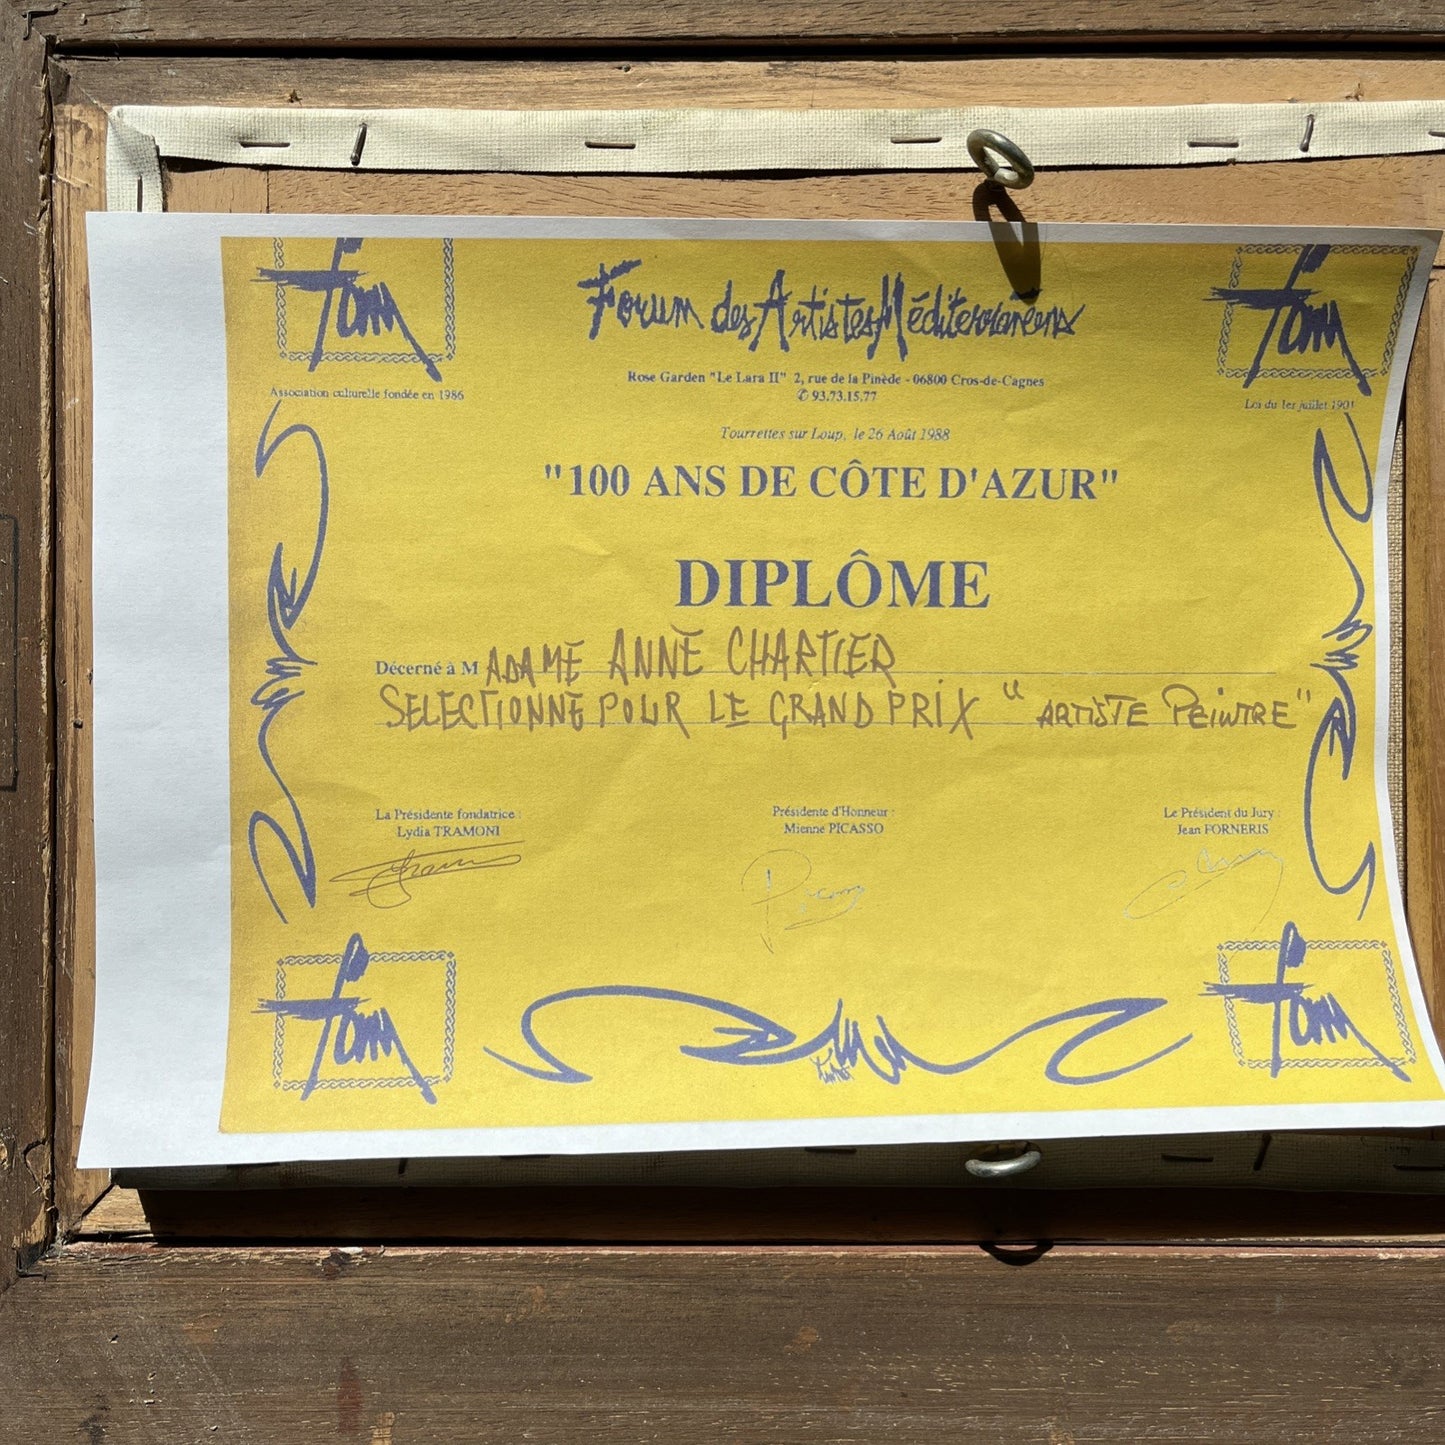 fam
Forum des Artistes Méditerranéens
fam
Rose Garden "Le Lara II" 2, rue de la Pinède - 06800 Cros-de-Cagnes
✆ 93.73.15.77
Association culturelle fondée en 1986
Loi du 1er juillet 1901
Tourrettes sur Loup, le 26 Août 1988
"100 ANS DE CÔTE D'AZUR"
DIPLÔME
Décerné à MADAME ANNE CHARTIER
SELECTIONNE POUR LE GRAND PRIX "ARTISTE PEINTRE"
La Présidente fondatrice :
Lydia TRAMONI
Présidente d'Honneur :
Mienne PICASSO
Le Président du Jury :
Jean FORNERIS
fam
fam